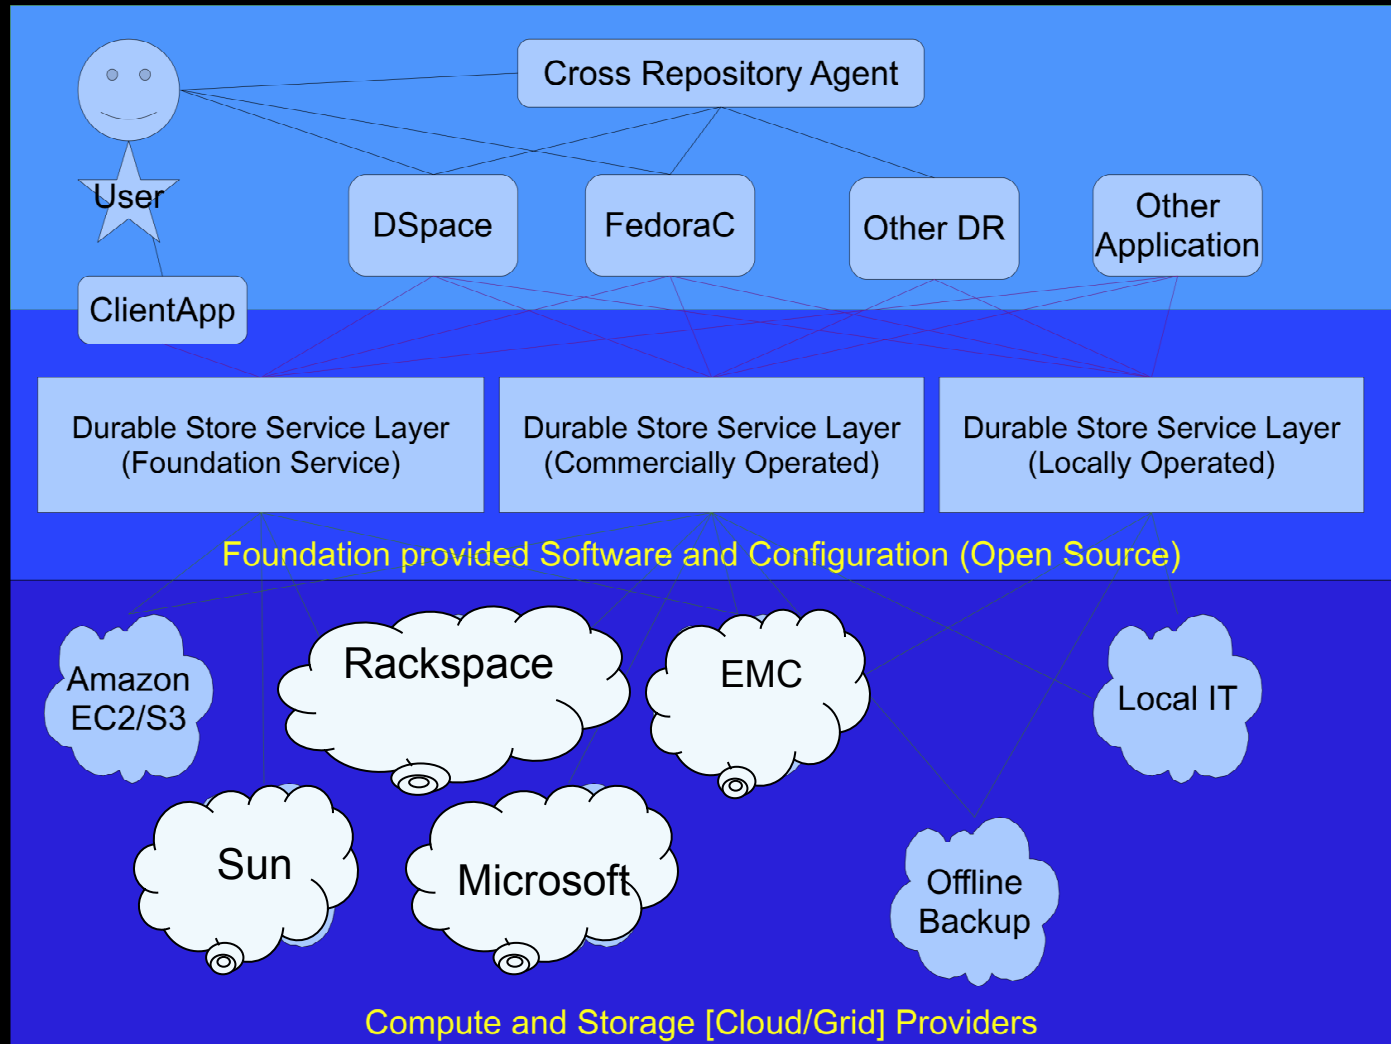 Cross Repository Agent
User
DSpace
FedoraC
Other DR
Other
Application
ClientApp
Durable Store Service Layer
(Foundation Service)
Durable Store Service Layer
(Commercially Operated)
Durable Store Service Layer
(Locally Operated)
Foundation provided Software and Configuration (Open Source)
Amazon
EC2/S3
Rackspace
EMC
Local IT
Sun
Microsoft
Offline
Backup
Compute and Storage [Cloud/Grid] Providers